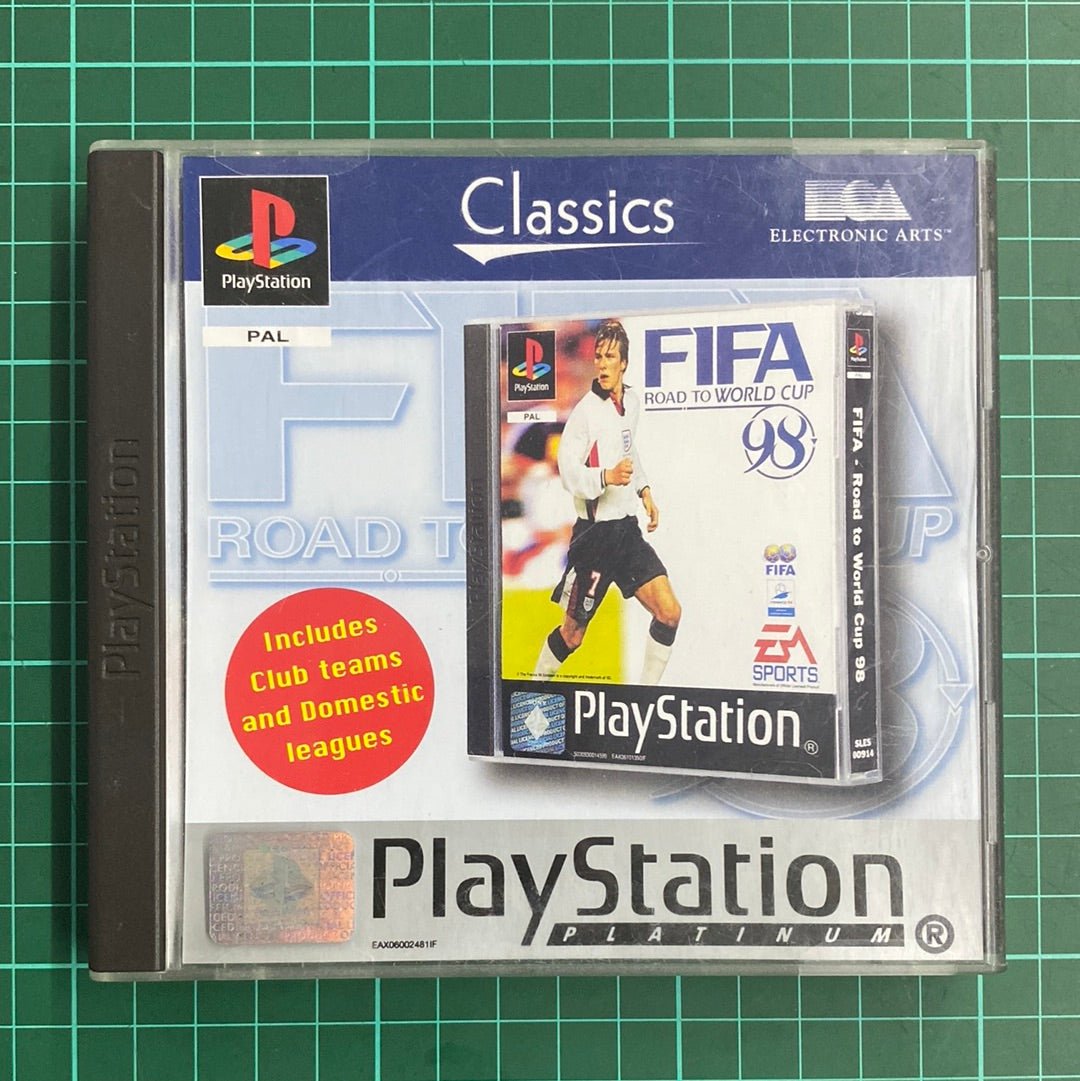 Classics
ELECTRONIC ARTS™
PlayStation
PAL
PlayStation
FIFA
ROAD TO WORLD CUP
98
PlayStation
PAL
7
FIFA
EA
SPORTS
PlayStation®
FIFA - Road to World Cup 98
SLES
00914
ROAD T
UP
Includes
Club teams
and Domestic
leagues
PlayStation®
PLATINUM
EAX06002481IF